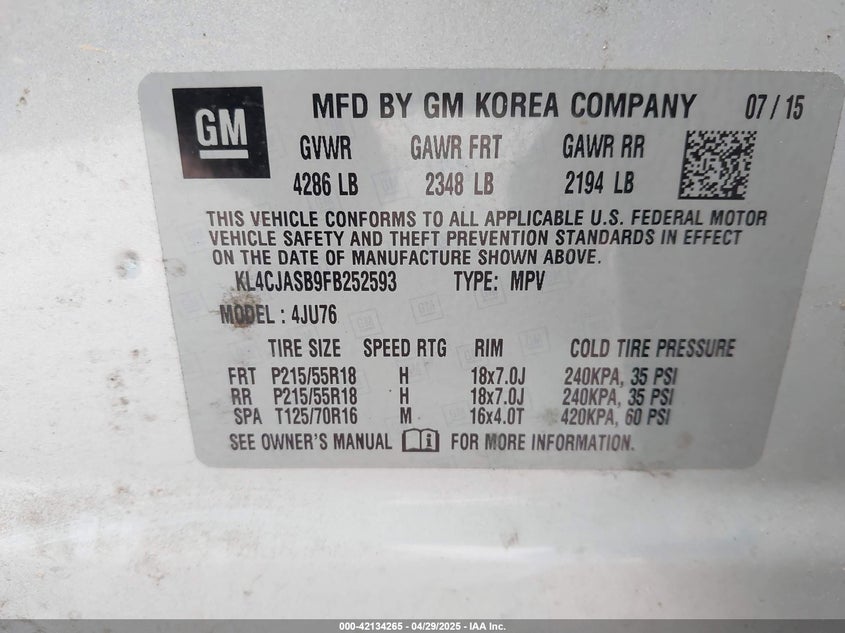 GM MFD BY GM KOREA COMPANY 07 / 15
GVWR GAWR FRT GAWR RR
4286 LB 2348 LB 2194 LB
THIS VEHICLE CONFORMS TO ALL APPLICABLE U.S. FEDERAL MOTOR
VEHICLE SAFETY AND THEFT PREVENTION STANDARDS IN EFFECT
ON THE DATE OF MANUFACTURE SHOWN ABOVE.
KL4CJASB9FB252593 TYPE: MPV
MODEL : 4JU76
TIRE SIZE SPEED RTG RIM COLD TIRE PRESSURE
FRT P215/55R18 H 18x7.0J 240KPA, 35 PSI
RR P215/55R18 H 18x7.0J 240KPA, 35 PSI
SPA T125/70R16 M 16x4.0T 420KPA, 60 PSI
SEE OWNER'S MANUAL FOR MORE INFORMATION.
000-42134265 - 04/29/2025 - IAA Inc.